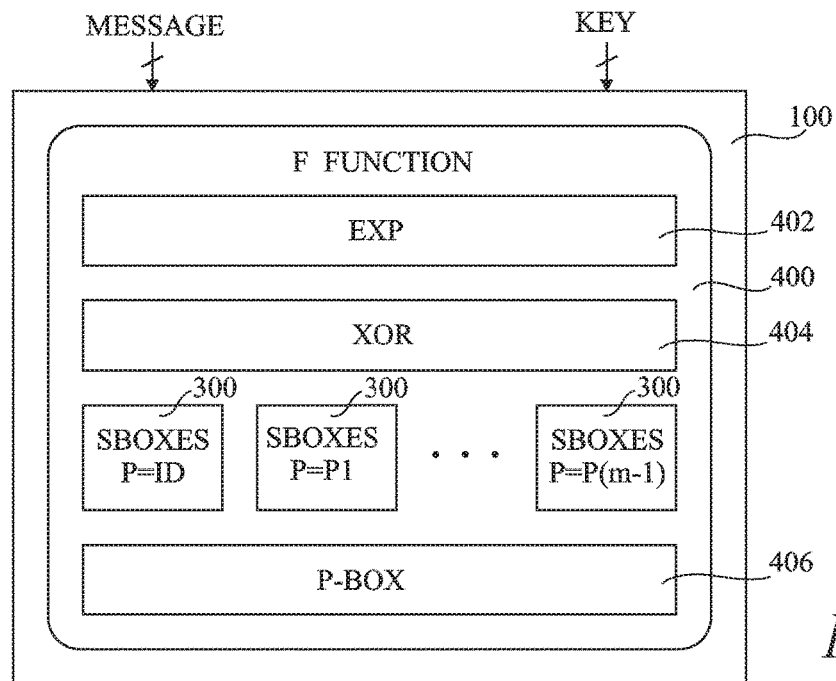 MESSAGE KEY
100
F FUNCTION
EXP
402
400
XOR
404
300 300 300
SBOXES SBOXES SBOXES
P=ID P=P1 . . . P=P(m-1)
P-BOX
406